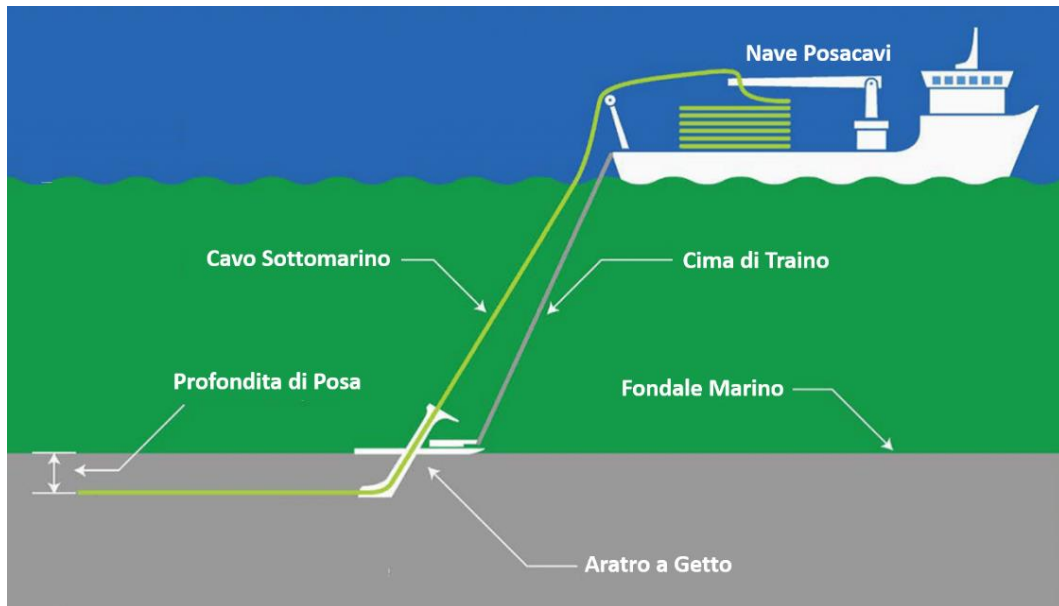 Nave Posacavi
Cavo Sottomarino
Cima di Traino
Profondita di Posa
Fondale Marino
Aratro a Getto